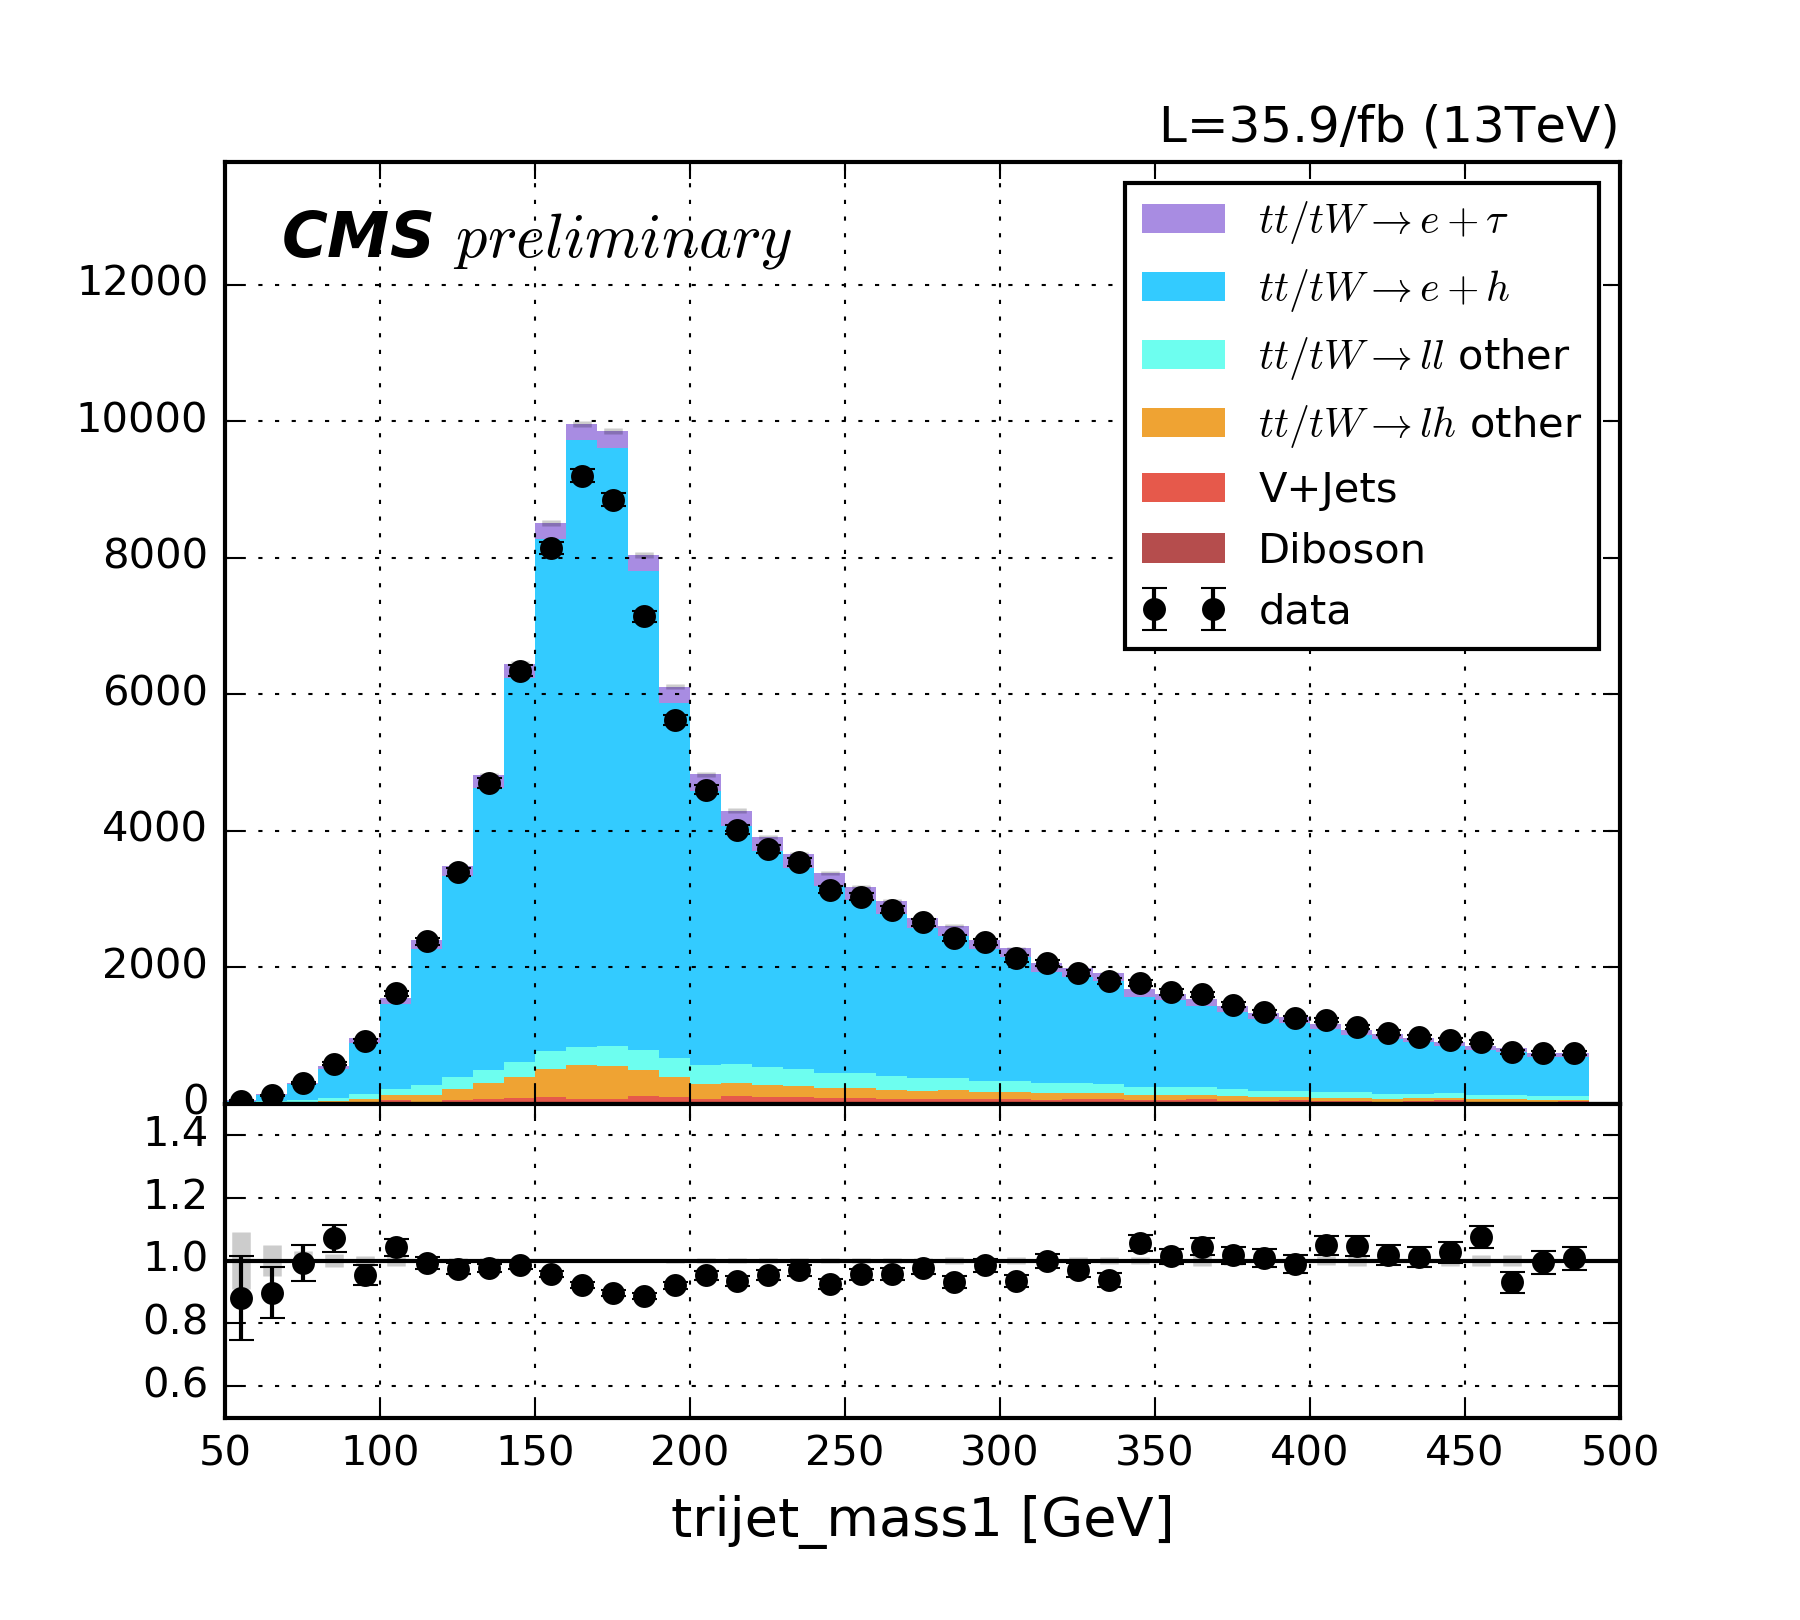 L=35.9/fb (13TeV)
CMS preliminary
tt/tW→e+τ
tt/tW→e+h
tt/tW→ll other
tt/tW→lh other
V+Jets
Diboson
data
12000
10000
8000
6000
4000
2000
0
1.4
1.2
1.0
0.8
0.6
50 100 150 200 250 300 350 400 450 500
trijet_mass1 [GeV]